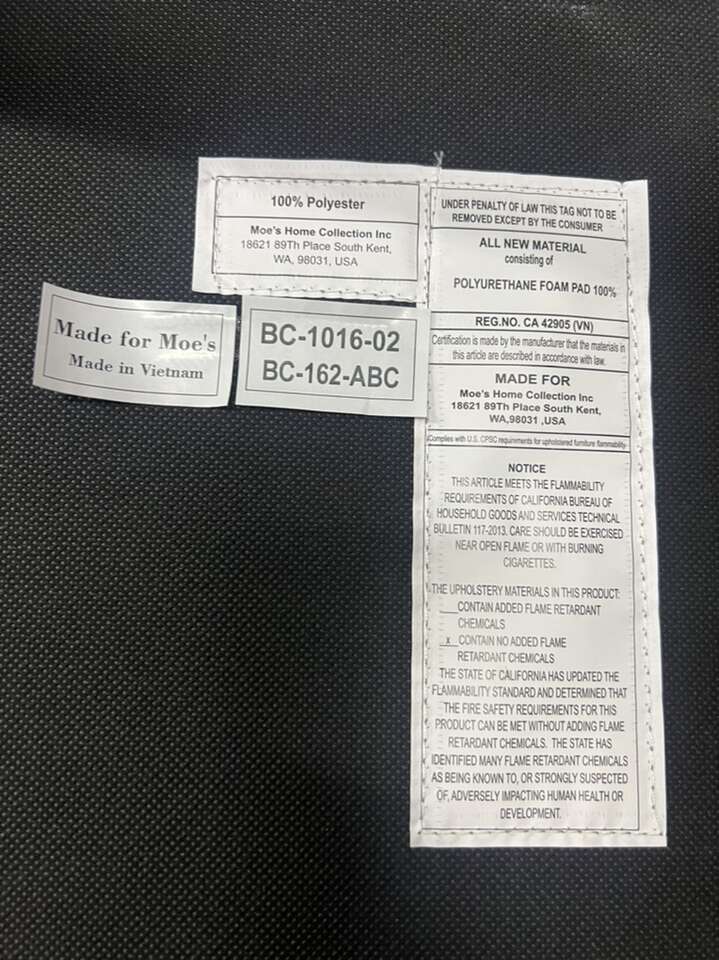 100% Polyester
Moe's Home Collection Inc
18621 89Th Place South Kent,
WA, 98031, USA
Made for Moe's
Made in Vietnam
BC-1016-02
BC-162-ABC
UNDER PENALTY OF LAW THIS TAG NOT TO BE
REMOVED EXCEPT BY THE CONSUMER
ALL NEW MATERIAL
consisting of
POLYURETHANE FOAM PAD 100%
REG.NO. CA 42905 (VN)
Certification is made by the manufacturer that the materials in
this article are described in accordance with law.
MADE FOR
Moe's Home Collection Inc
18621 89Th Place South Kent,
WA,98031 ,USA
Complies with U.S. CPSC requirements for upholstered furniture flammability
NOTICE
THIS ARTICLE MEETS THE FLAMMABILITY
REQUIREMENTS OF CALIFORNIA BUREAU OF
HOUSEHOLD GOODS AND SERVICES TECHNICAL
BULLETIN 117-2013. CARE SHOULD BE EXERCISED
NEAR OPEN FLAME OR WITH BURNING
CIGARETTES.
THE UPHOLSTERY MATERIALS IN THIS PRODUCT:
___CONTAIN ADDED FLAME RETARDANT
CHEMICALS
_x_CONTAIN NO ADDED FLAME
RETARDANT CHEMICALS
THE STATE OF CALIFORNIA HAS UPDATED THE
FLAMMABILITY STANDARD AND DETERMINED THAT
THE FIRE SAFETY REQUIREMENTS FOR THIS
PRODUCT CAN BE MET WITHOUT ADDING FLAME
RETARDANT CHEMICALS. THE STATE HAS
IDENTIFIED MANY FLAME RETARDANT CHEMICALS
AS BEING KNOWN TO, OR STRONGLY SUSPECTED
OF, ADVERSELY IMPACTING HUMAN HEALTH OR
DEVELOPMENT.